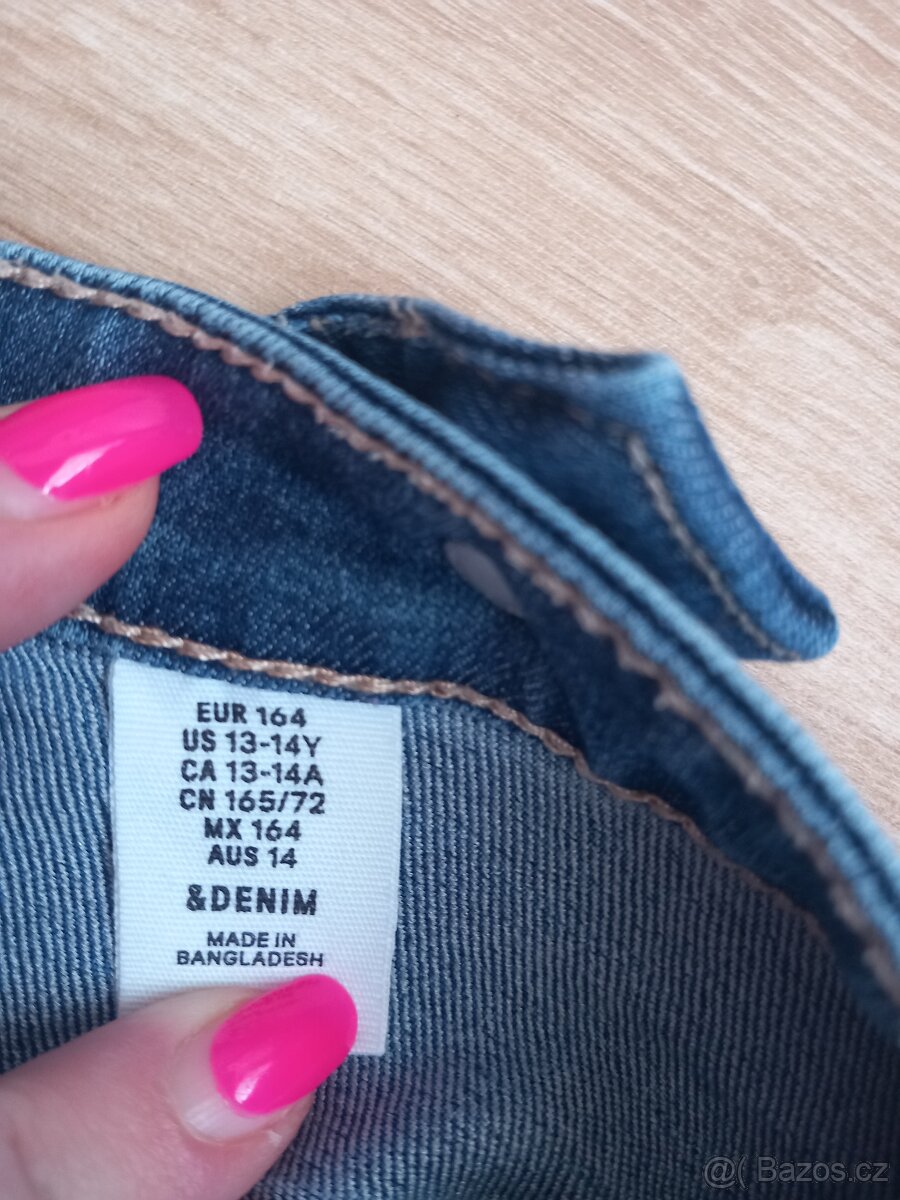 EUR 164
US 13-14Y
CA 13-14A
CN 165/72
MX 164
AUS 14
&DENIM
MADE IN
BANGLADESH
@( Bazos.cz